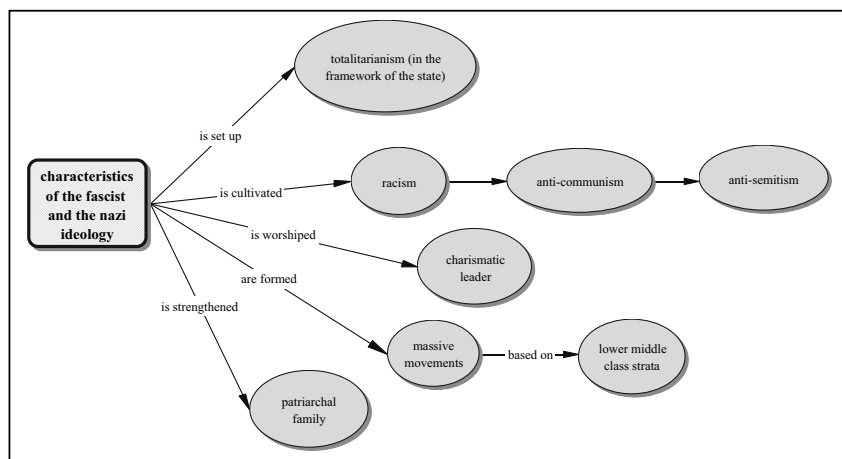 totalitarianism (in the
framework of the state)
is set up
characteristics
of the fascist
and the nazi
ideology
is cultivated
racism
anti-communism
anti-semitism
is worshiped
charismatic
leader
are formed
is strengthened
massive
movements
based on
lower middle
class strata
patriarchal
family